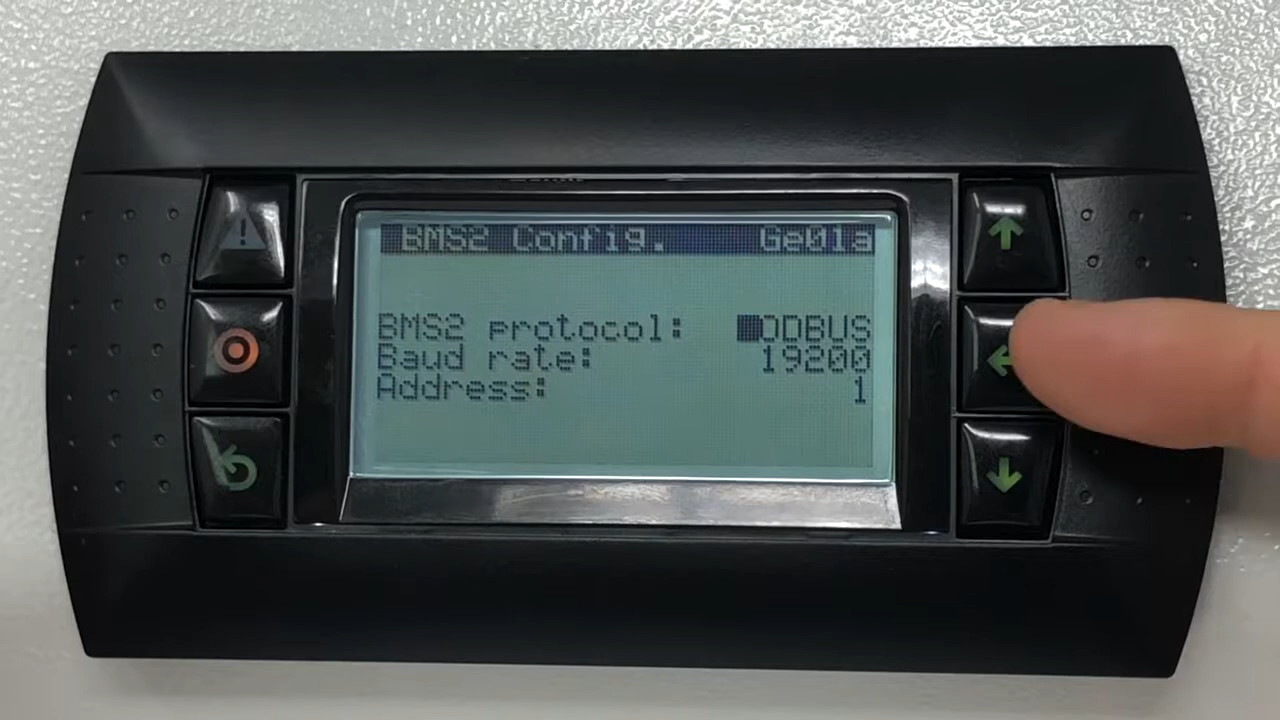 BMS2 Config. Ge01a
BMS2 protocol: ODBUS
Baud rate: 19200
Address: 1